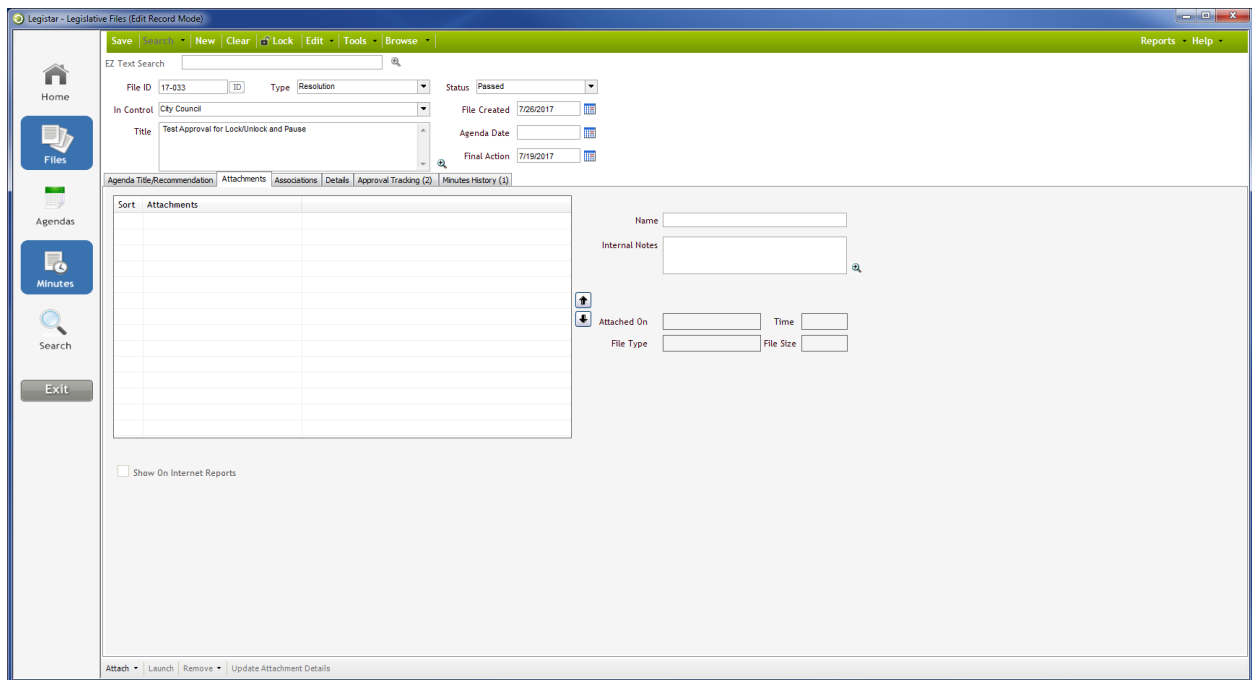 Legistar - Legislative Files (Edit Record Mode)
Save Search New Clear Lock Edit Tools Browse Reports Help
EZ Text Search
File ID 17-033 ID Type Resolution Status Passed
In Control City Council File Created 7/26/2017
Title Test Approval for Lock/Unlock and Pause Agenda Date
Final Action 7/19/2017
Home
Files
Agendas
Minutes
Search
Exit
Agenda Title/Recommendation Attachments Associations Details Approval Tracking (2) Minutes History (1)
Sort Attachments
Name
Internal Notes
Attached On Time
File Type File Size
Show On Internet Reports
Attach Launch Remove Update Attachment Details